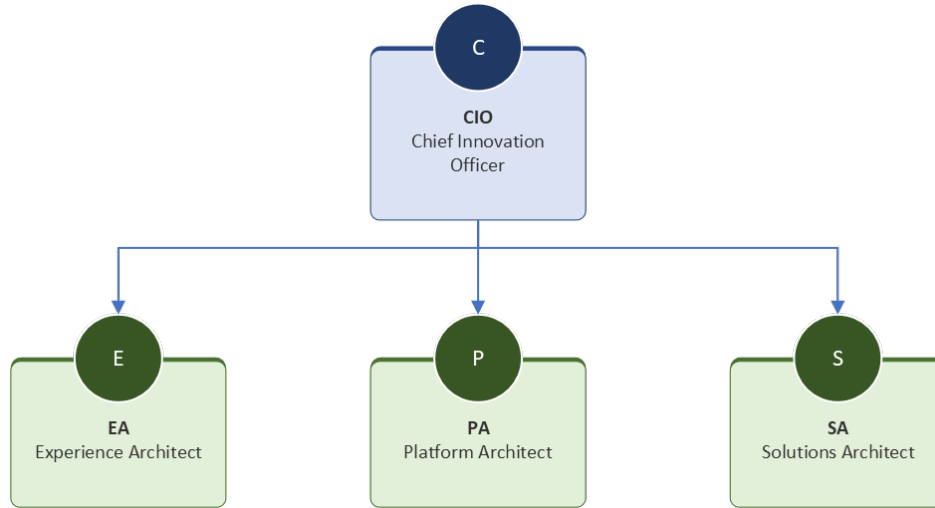 C
CIO
Chief Innovation
Officer
E
EA
Experience Architect
P
PA
Platform Architect
S
SA
Solutions Architect